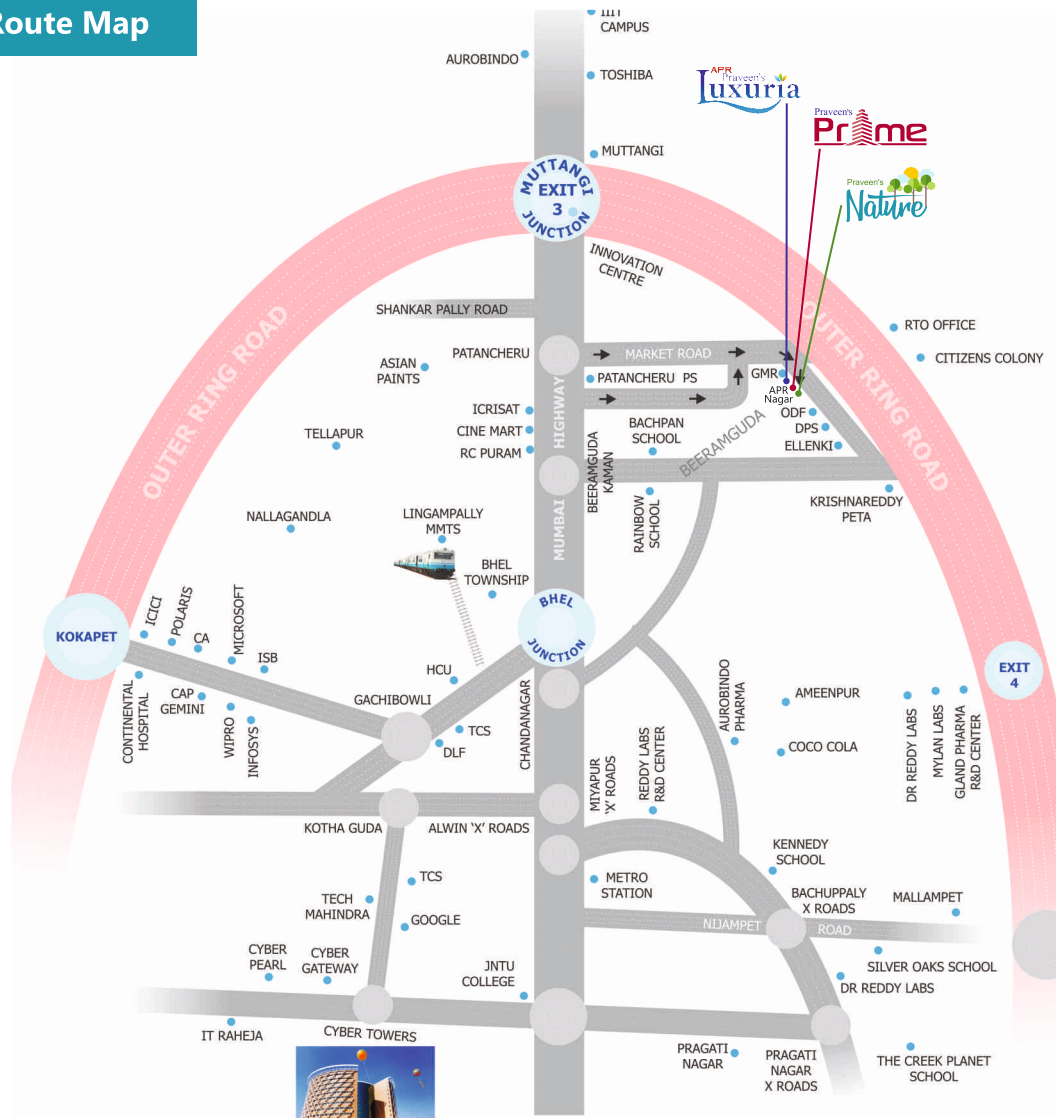 Route Map
IIIT
CAMPUS
AUROBINDO
TOSHIBA
APR
Praveen's
Luxuria
Praveen's
Prime
MUTTANGI
Praveen's
Nature
MUTTANGI
EXIT
3
JUNCTION
INNOVATION
CENTRE
OUTER RING ROAD
OUTER RING ROAD
SHANKAR PALLY ROAD
RTO OFFICE
CITIZENS COLONY
PATANCHERU
MARKET ROAD
ASIAN
PAINTS
PATANCHERU PS
GMR
APR
Nagar
HIGHWAY
ICRISAT
CINE MART
RC PURAM
BACHPAN
SCHOOL
BEERAMGUDA
ODF
DPS
ELLENKI
TELLAPUR
BEERAMGUDA
KAMAN
RAINBOW
SCHOOL
KRISHNAREDDY
PETA
NALLAGANDLA
LINGAMPALLY
MMTS
MUMBAI
BHEL
TOWNSHIP
BHEL
JUNCTION
KOKAPET
ICICI
POLARIS
CA
MICROSOFT
ISB
EXIT
4
HCU
CONTINENTAL
HOSPITAL
CAP
GEMINI
WIPRO
INFOSYS
GACHIBOWLI
TCS
DLF
CHANDANAGAR
AUROBINDO
PHARMA
AMEENPUR
COCO COLA
DR REDDY LABS
MYLAN LABS
GLAND PHARMA
R&D CENTER
MIYAPUR
'X' ROADS
REDDY LABS
R&D CENTER
KOTHA GUDA
ALWIN ‘X’ ROADS
KENNEDY
SCHOOL
TCS
METRO
STATION
TECH
MAHINDRA
GOOGLE
BACHUPPALY
X ROADS
MALLAMPET
NIJAMPET
ROAD
CYBER
PEARL
CYBER
GATEWAY
JNTU
COLLEGE
SILVER OAKS SCHOOL
DR REDDY LABS
IT RAHEJA
CYBER TOWERS
PRAGATI
NAGAR
PRAGATI
NAGAR
X ROADS
THE CREEK PLANET
SCHOOL